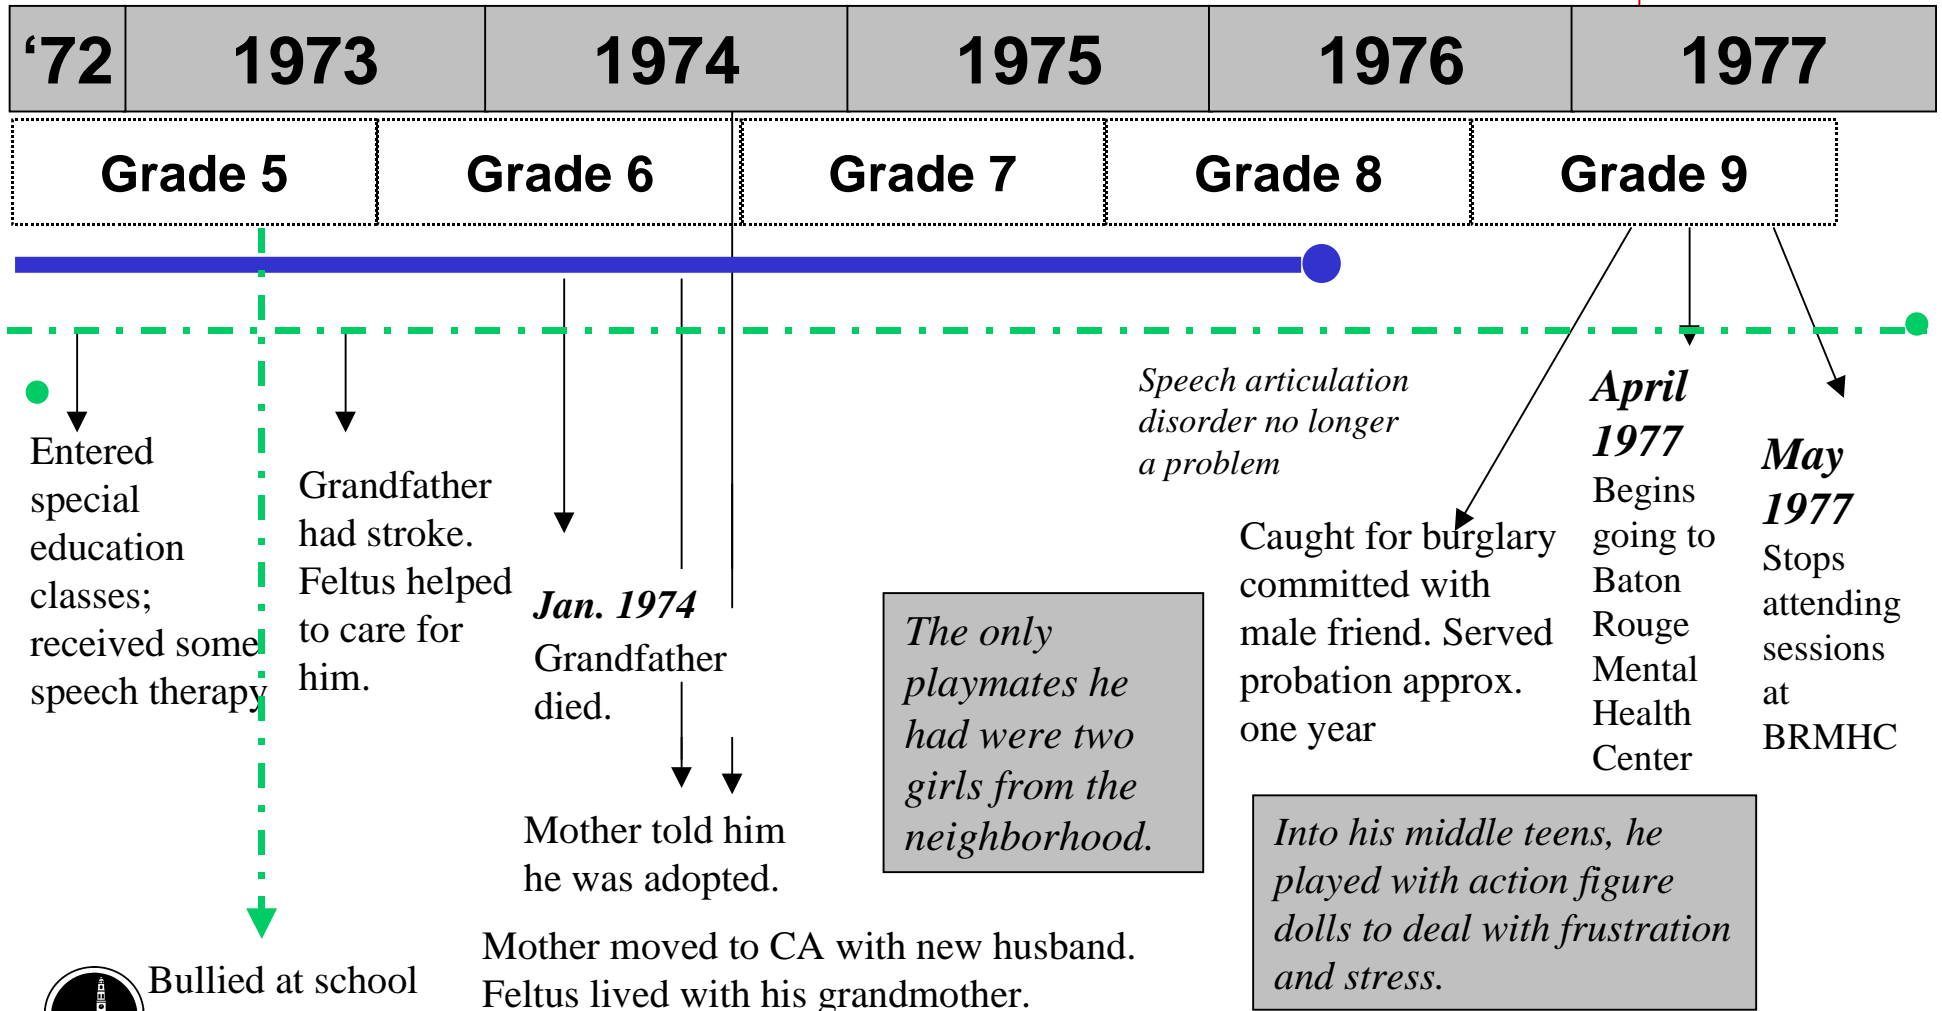 ‘72 1973 1974 1975 1976 1977
Grade 5 Grade 6 Grade 7 Grade 8 Grade 9
Entered
special
education
classes;
received some
speech therapy
Grandfather
had stroke.
Feltus helped
to care for
him.
Jan. 1974
Grandfather
died.
Mother told him
he was adopted.
Mother moved to CA with new husband.
Feltus lived with his grandmother.
Bullied at school
The only
playmates he
had were two
girls from the
neighborhood.
Speech articulation
disorder no longer
a problem
Caught for burglary
committed with
male friend. Served
probation approx.
one year
April
1977
Begins
going to
Baton
Rouge
Mental
Health
Center
May
1977
Stops
attending
sessions
at
BRMHC
Into his middle teens, he
played with action figure
dolls to deal with frustration
and stress.